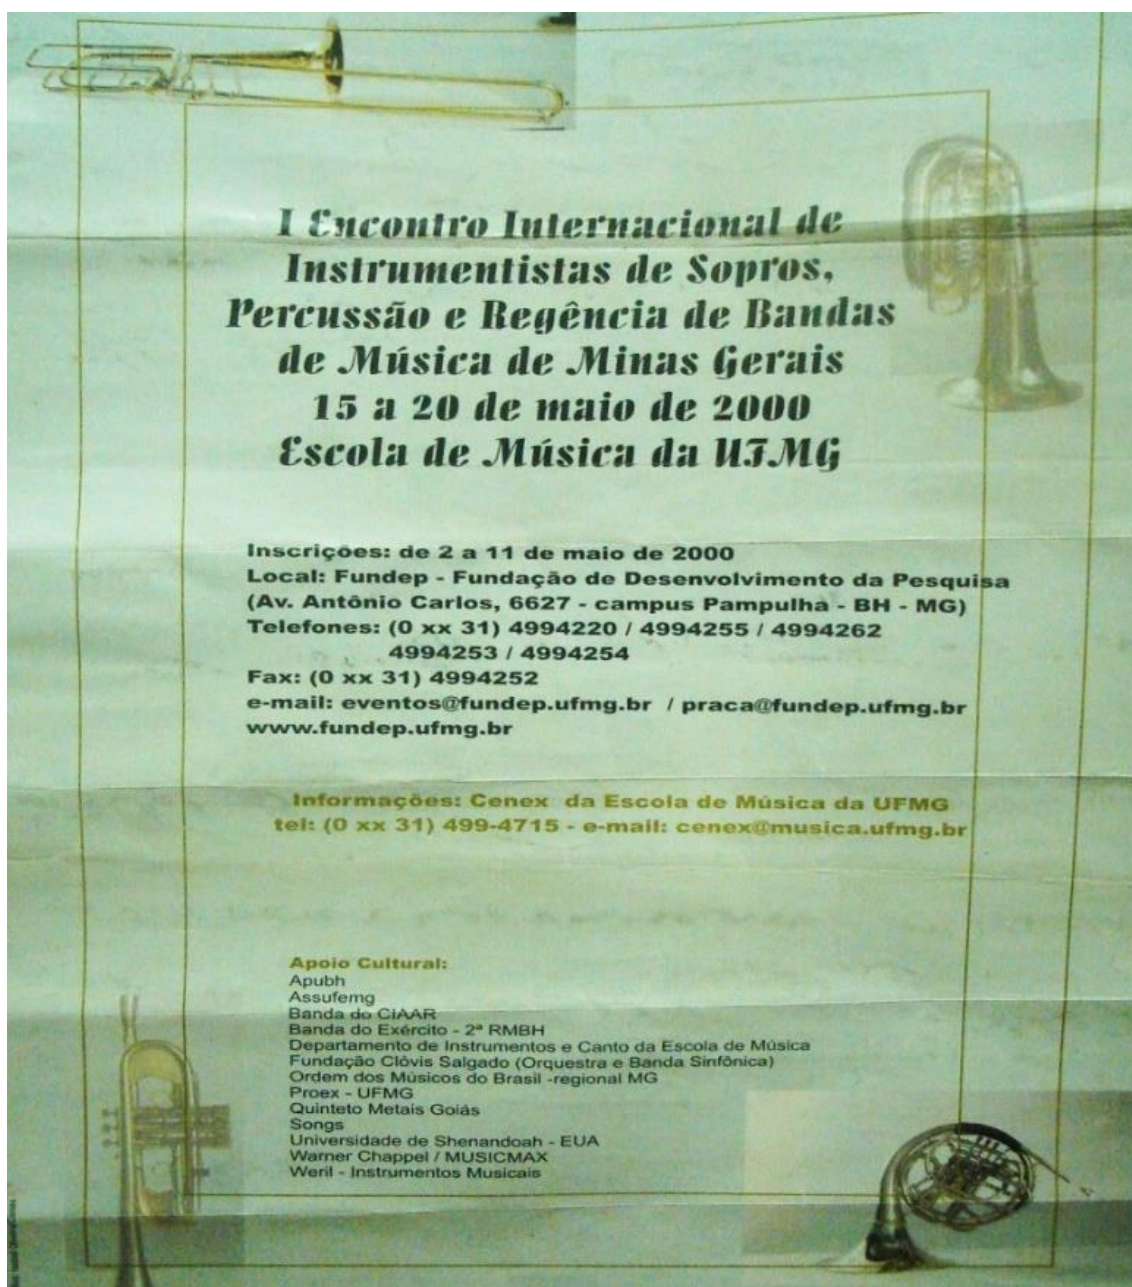 I Encontro Internacional de
Instrumentistas de Sopros,
Percussão e Regência de Bandas
de Música de Minas Gerais
15 a 20 de maio de 2000
Escola de Música da UFMG
Inscrições: de 2 a 11 de maio de 2000
Local: Fundep - Fundação de Desenvolvimento da Pesquisa
(Av. Antônio Carlos, 6627 - campus Pampulha - BH - MG)
Telefones: (0 xx 31) 4994220 / 4994255 / 4994262
4994253 / 4994254
Fax: (0 xx 31) 4994252
e-mail: eventos@fundep.ufmg.br / praca@fundep.ufmg.br
www.fundep.ufmg.br
Informações: Cenex da Escola de Música da UFMG
tel: (0 xx 31) 499-4715 - e-mail: cenex@musica.ufmg.br
Apoio Cultural:
Apubh
Assufemg
Banda do CIAAR
Banda do Exército - 2ª RMBH
Departamento de Instrumentos e Canto da Escola de Música
Fundação Clóvis Salgado (Orquestra e Banda Sinfônica)
Ordem dos Músicos do Brasil -regional MG
Proex - UFMG
Quinteto Metais Goiás
Songs
Universidade de Shenandoah - EUA
Warner Chappel / MUSICMAX
Weril - Instrumentos Musicais